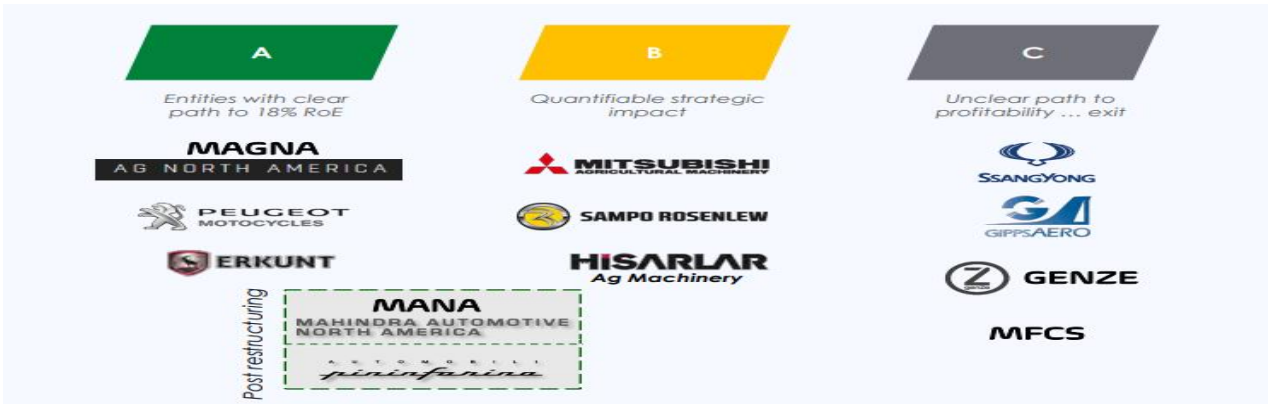 A
Entities with clear
path to 18% RoE
MAGNA
AG NORTH AMERICA
PEUGEOT
MOTOCYCLES
ERKUNT
B
Quantifiable strategic
impact
MITSUBISHI
AGRICULTURAL MACHINERY
SAMPO ROSENLEW
HiSARLAR
Ag Machinery
Post restructuring
MANA
MAHINDRA AUTOMOTIVE
NORTH AMERICA
AUTOMOBILI
pininfarina
C
Unclear path to
profitability ... exit
SSANGYONG
GA
GIPPSAERO
Z
genze
GENZE
MFCS